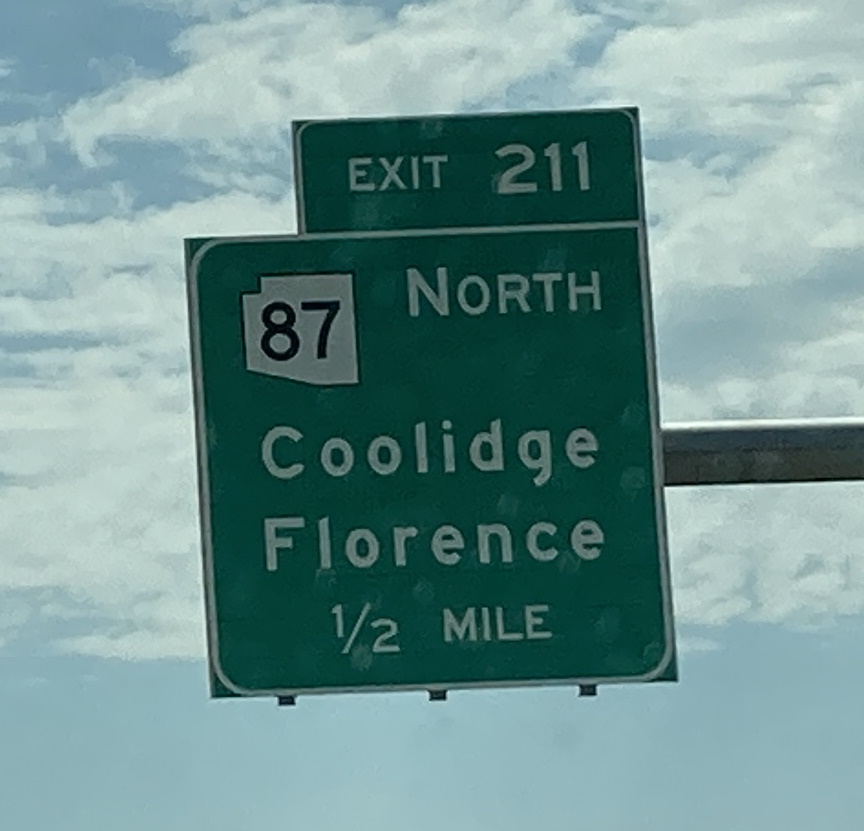 EXIT 211
87 NORTH
Coolidge
Florence
1/2 MILE